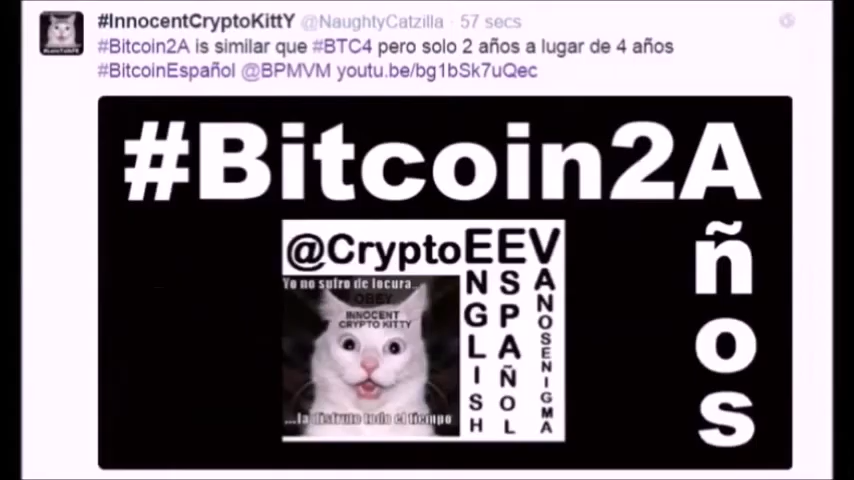 #InnocentCryptoKittY @NaughtyCatzilla · 57 secs
#Bitcoin2A is similar que #BTC4 pero solo 2 años a lugar de 4 años
#BitcoinEspañol @BPMVM youtu.be/bg1bSk7uQec
#Bitcoin2A
ños
@CryptoEEV
ENGLISH
ESPAÑOL
VANOSENIGMA
Yo no sufro de locura...
OBEY
INNOCENT
CRYPTO KITTY
...la disfruto todo el tiempo